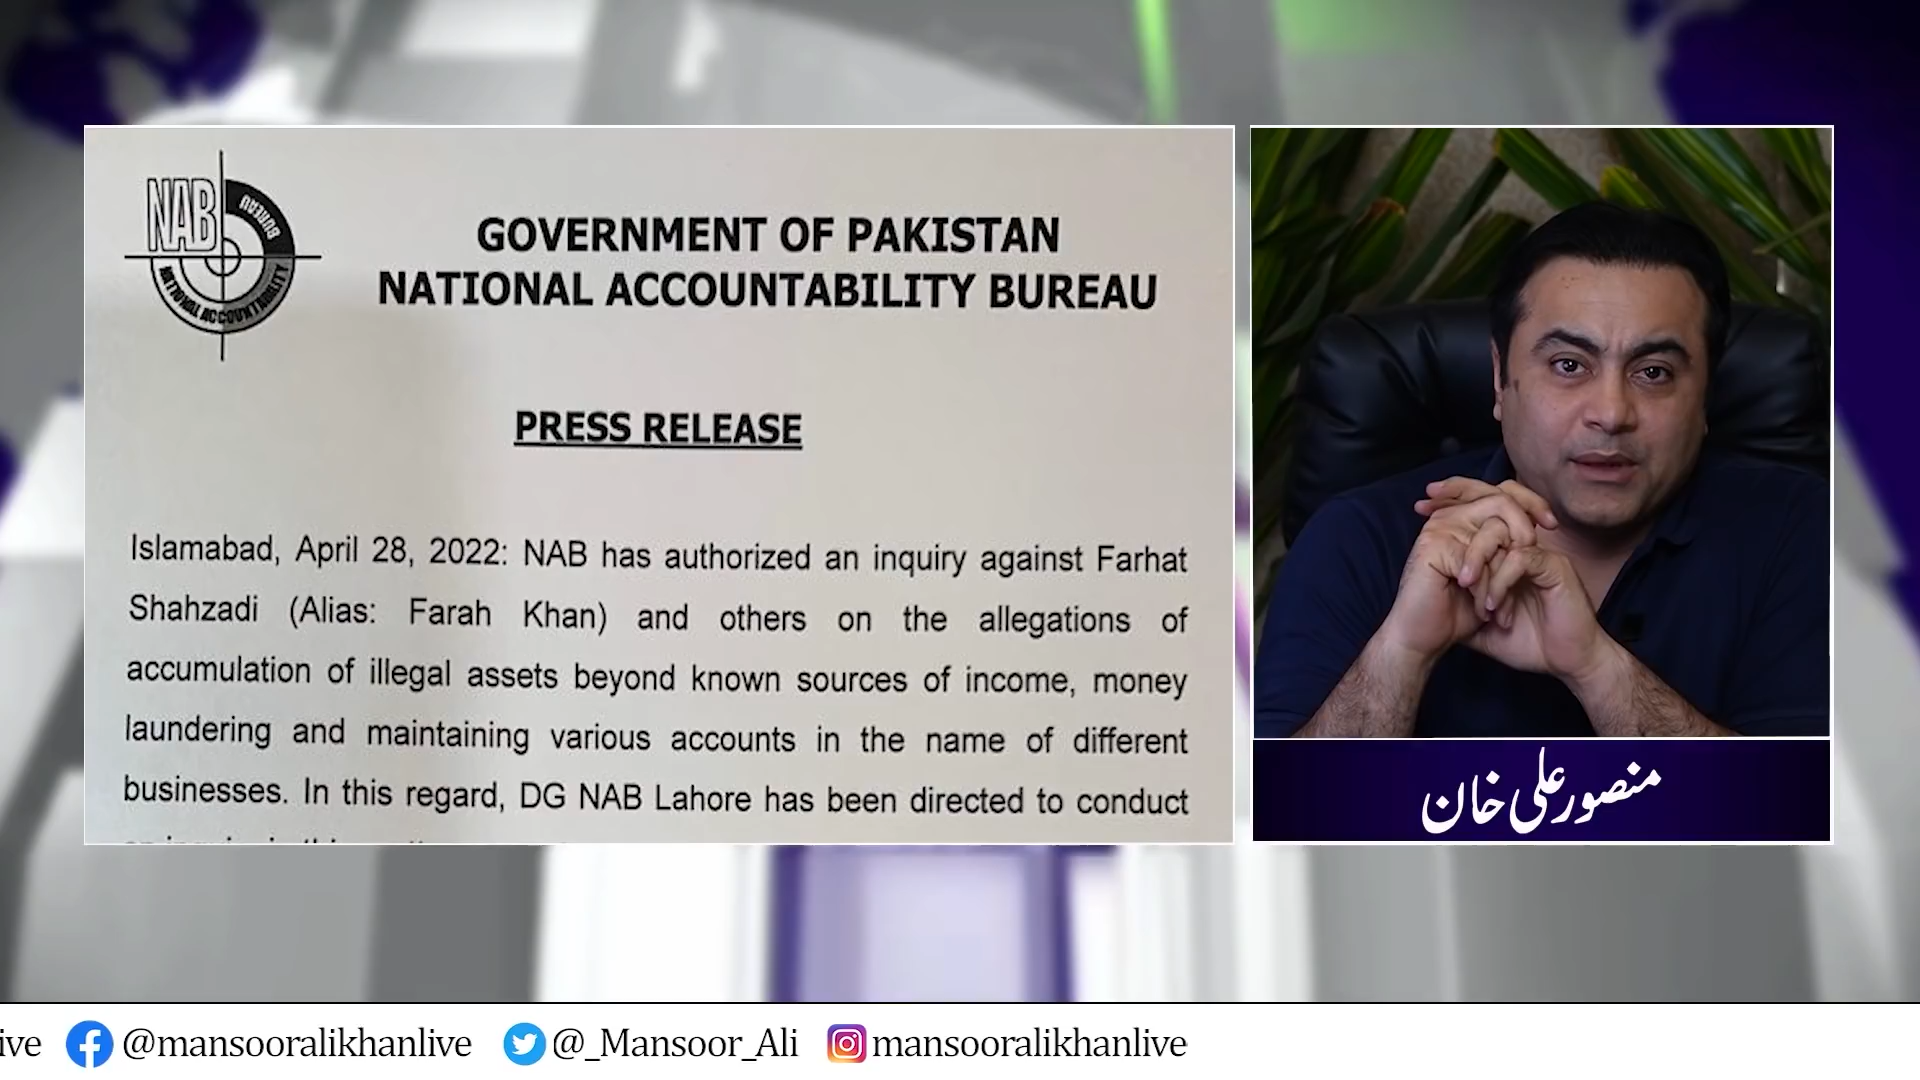 NAB
BUREAU
NATIONAL ACCOUNTABILITY
GOVERNMENT OF PAKISTAN
NATIONAL ACCOUNTABILITY BUREAU
PRESS RELEASE
Islamabad, April 28, 2022: NAB has authorized an inquiry against Farhat
Shahzadi (Alias: Farah Khan) and others on the allegations of
accumulation of illegal assets beyond known sources of income, money
laundering and maintaining various accounts in the name of different
businesses. In this regard, DG NAB Lahore has been directed to conduct
منصور علی خان
ive @mansooralikhanlive @_Mansoor_Ali mansooralikhanlive